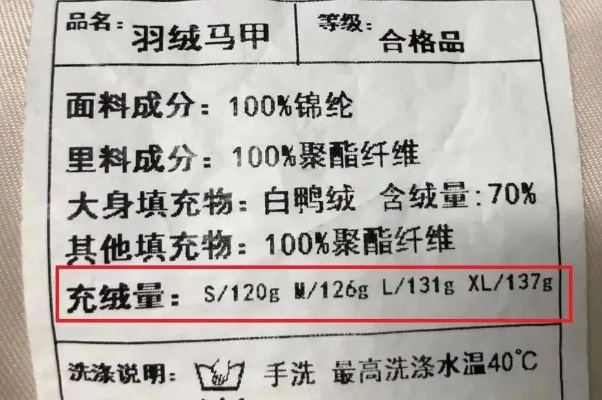 品名: 羽绒马甲 等级: 合格品
面料成分: 100%锦纶
里料成分: 100%聚酯纤维
大身填充物: 白鸭绒 含绒量:70%
其他填充物: 100%聚酯纤维
充绒量: S/120g M/126g L/131g XL/137g
洗涤说明: 手洗 最高洗涤水温40℃